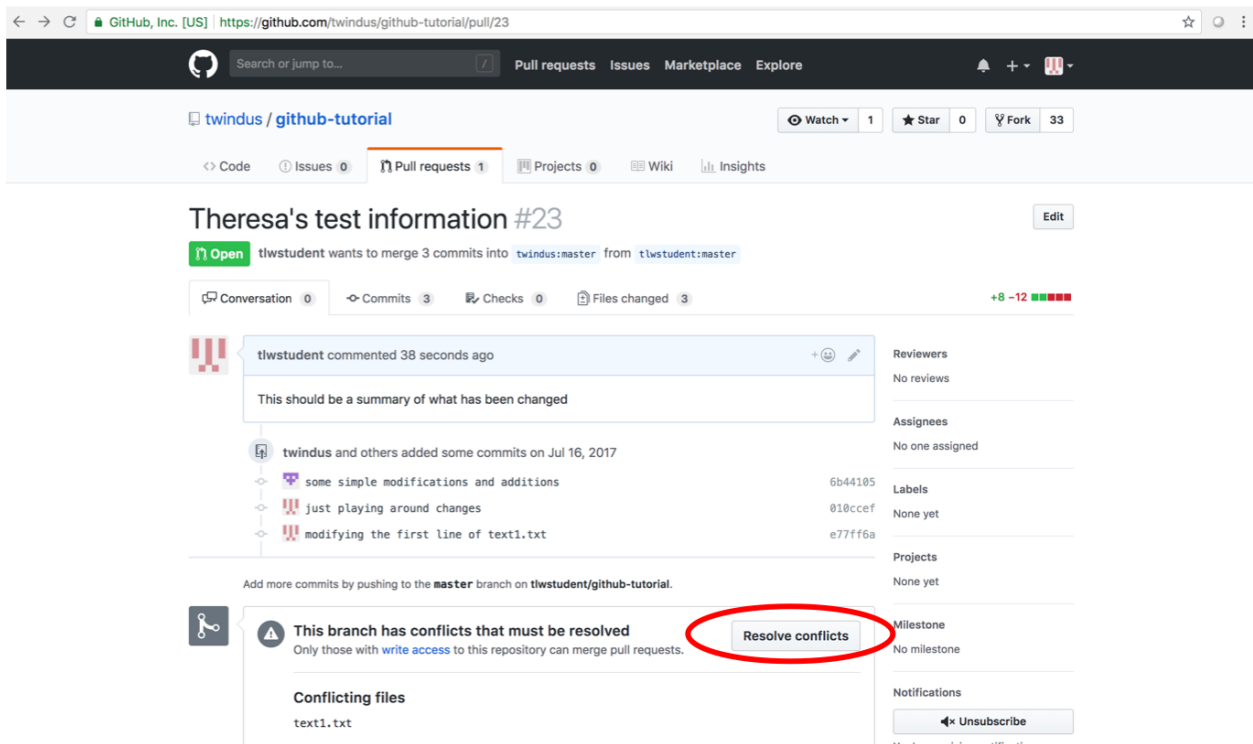 GitHub, Inc. [US] https://github.com/twindus/github-tutorial/pull/23
Search or jump to... / Pull requests Issues Marketplace Explore
twindus / github-tutorial Watch 1 Star 0 Fork 33
Code Issues 0 Pull requests 1 Projects 0 Wiki Insights
Theresa's test information #23 Edit
Open tlwstudent wants to merge 3 commits into twindus:master from tlwstudent:master
Conversation 0 Commits 3 Checks 0 Files changed 3 +8 −12
tlwstudent commented 38 seconds ago
This should be a summary of what has been changed
twindus and others added some commits on Jul 16, 2017
some simple modifications and additions 6b44105
just playing around changes 010ccef
modifying the first line of text1.txt e77ff6a
Add more commits by pushing to the master branch on tlwstudent/github-tutorial.
This branch has conflicts that must be resolved
Only those with write access to this repository can merge pull requests.
Resolve conflicts
Conflicting files
text1.txt
Reviewers
No reviews
Assignees
No one assigned
Labels
None yet
Projects
None yet
Milestone
No milestone
Notifications
Unsubscribe